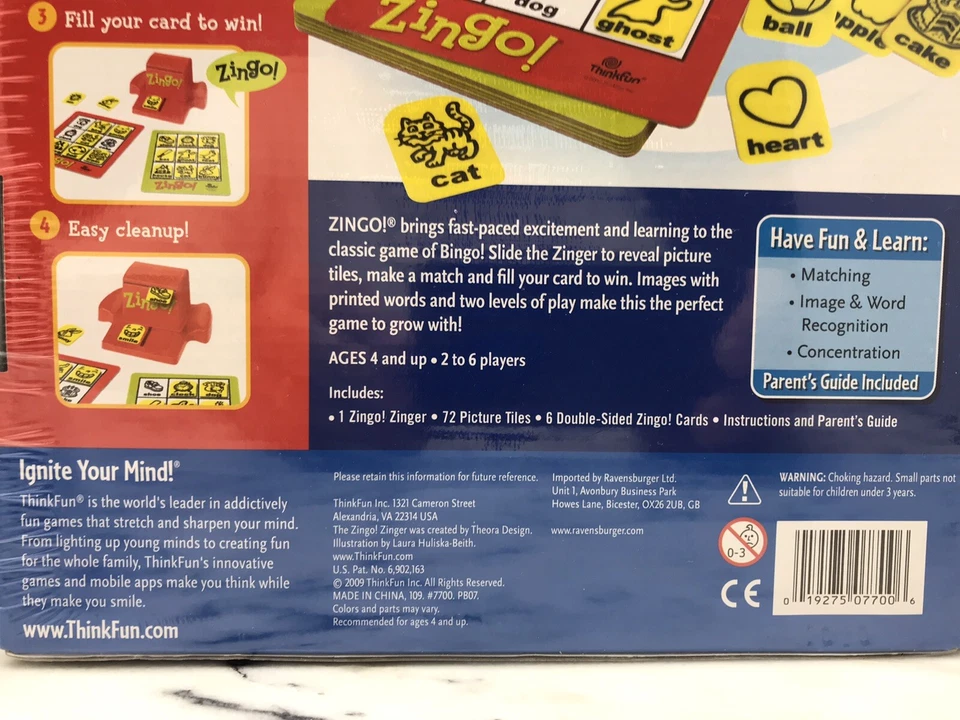 3 Fill your card to win!
Zingo!
Zingo!
Zingo!
4 Easy cleanup!
smile
shoe
dog
Zingo!
dog
ghost
ThinkFun™
ball
apple
cake
heart
cat
ZINGO!® brings fast-paced excitement and learning to the
classic game of Bingo! Slide the Zinger to reveal picture
tiles, make a match and fill your card to win. Images with
printed words and two levels of play make this the perfect
game to grow with!
AGES 4 and up • 2 to 6 players
Includes:
• 1 Zingo! Zinger • 72 Picture Tiles • 6 Double-Sided Zingo! Cards • Instructions and Parent's Guide
Have Fun & Learn:
• Matching
• Image & Word
Recognition
• Concentration
Parent's Guide Included
Ignite Your Mind!®
ThinkFun® is the world's leader in addictively
fun games that stretch and sharpen your mind.
From lighting up young minds to creating fun
for the whole family, ThinkFun's innovative
games and mobile apps make you think while
they make you smile.
www.ThinkFun.com
Please retain this information for future reference.
ThinkFun Inc. 1321 Cameron Street
Alexandria, VA 22314 USA
The Zingo! Zinger was created by Theora Design.
Illustration by Laura Huliska-Beith.
www.ThinkFun.com
U.S. Pat. No. 6,902,163
© 2009 ThinkFun Inc. All Rights Reserved.
MADE IN CHINA, 109. #7700. PB07.
Colors and parts may vary.
Recommended for ages 4 and up.
Imported by Ravensburger Ltd.
Unit 1, Avonbury Business Park
Howes Lane, Bicester, OX26 2UB, GB
www.ravensburger.com
WARNING: Choking hazard. Small parts not
suitable for children under 3 years.
0-3
CE
0 19275 07700 6